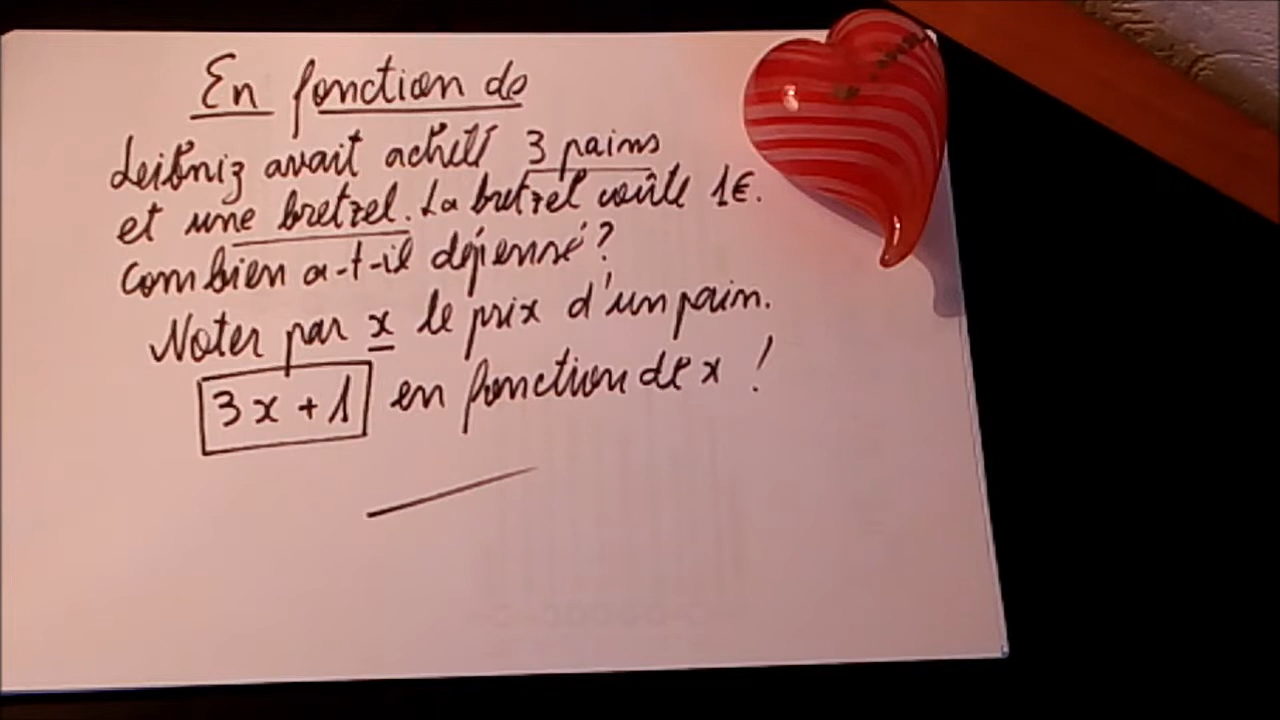 En fonction de
Leibniz avait acheté 3 pains
et une bretzel. La bretzel coûte 1€.
Combien a-t-il dépensé ?
Noter par x le prix d'un pain.
3x + 1 en fonction de x !